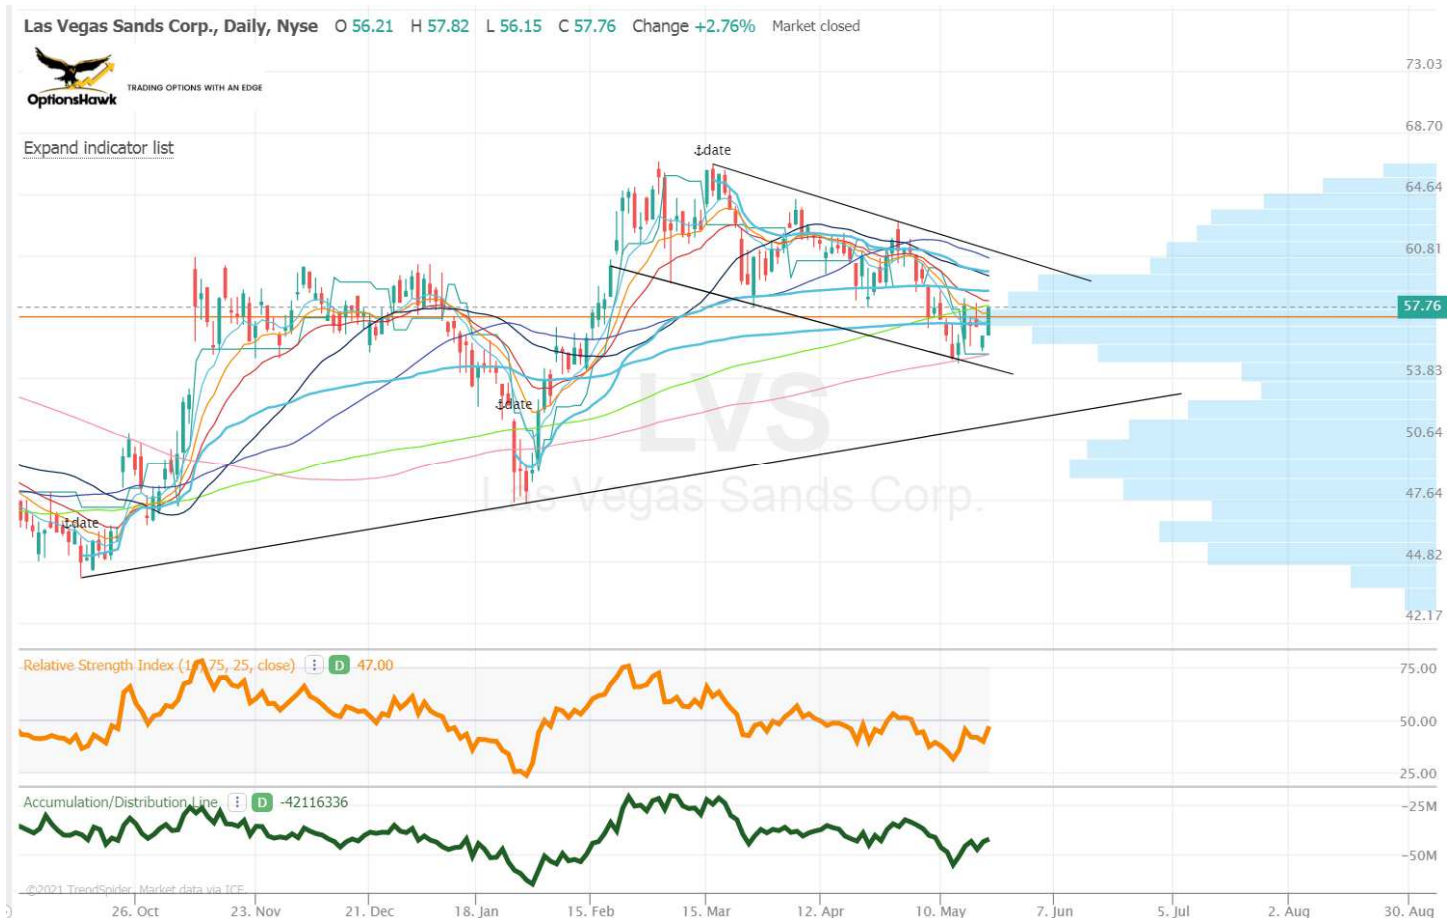 Las Vegas Sands Corp., Daily, Nyse O 56.21 H 57.82 L 56.15 C 57.76 Change +2.76% Market closed
73.03
OptionsHawk TRADING OPTIONS WITH AN EDGE
68.70
Expand indicator list
⚓date
64.64
60.81
57.76
53.83
LVS
⚓date
50.64
Las Vegas Sands Corp.
47.64
⚓date
44.82
42.17
Relative Strength Index (14, 75, 25, close) D 47.00
75.00
50.00
25.00
Accumulation/Distribution Line D -42116336
-25M
-50M
©2021 TrendSpider, Market data via ICE.
26. Oct 23. Nov 21. Dec 18. Jan 15. Feb 15. Mar 12. Apr 10. May 7. Jun 5. Jul 2. Aug 30. Aug